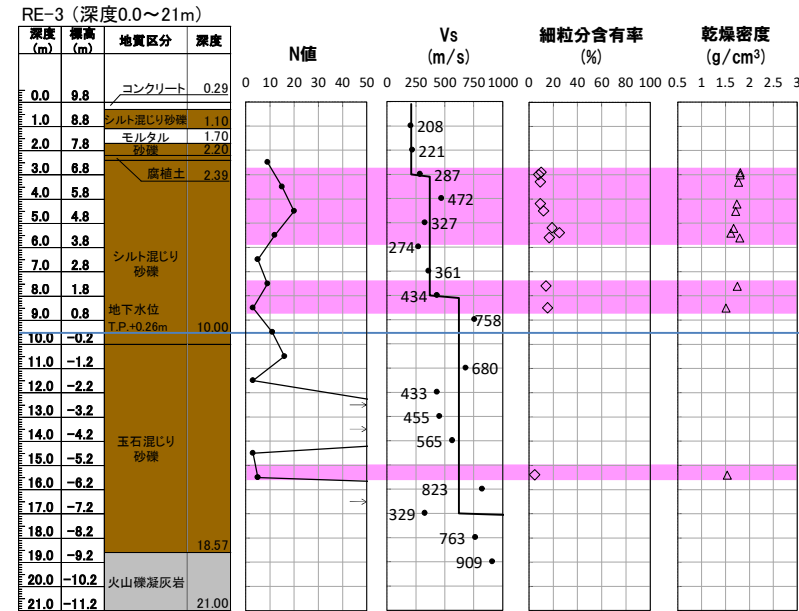 RE-3 (深度0.0～21m)
深度 標高 地質区分 深度
(m) (m)
N値
Vs
(m/s)
細粒分含有率
(%)
乾燥密度
(g/cm³)
0 10 20 30 40 50
0 250 500 750 1000
0 20 40 60 80 100
0.5 1 1.5 2 2.5 3
0.0 9.8 コンクリート 0.29
1.0 8.8 シルト混じり砂礫 1.10
モルタル 1.70
2.0 7.8 砂礫 2.20
3.0 6.8 腐植土 2.39
4.0 5.8
5.0 4.8
6.0 3.8
シルト混じり
砂礫
7.0 2.8
8.0 1.8
9.0 0.8 地下水位
T.P.+0.26m 10.00
10.0 -0.2
11.0 -1.2
12.0 -2.2
13.0 -3.2
14.0 -4.2 玉石混じり
砂礫
15.0 -5.2
16.0 -6.2
17.0 -7.2
18.0 -8.2
18.57
19.0 -9.2
20.0 -10.2 火山礫凝灰岩
21.0 -11.2 21.00
208
221
287
472
327
274
361
434
758
680
433
455
565
823
329
763
909